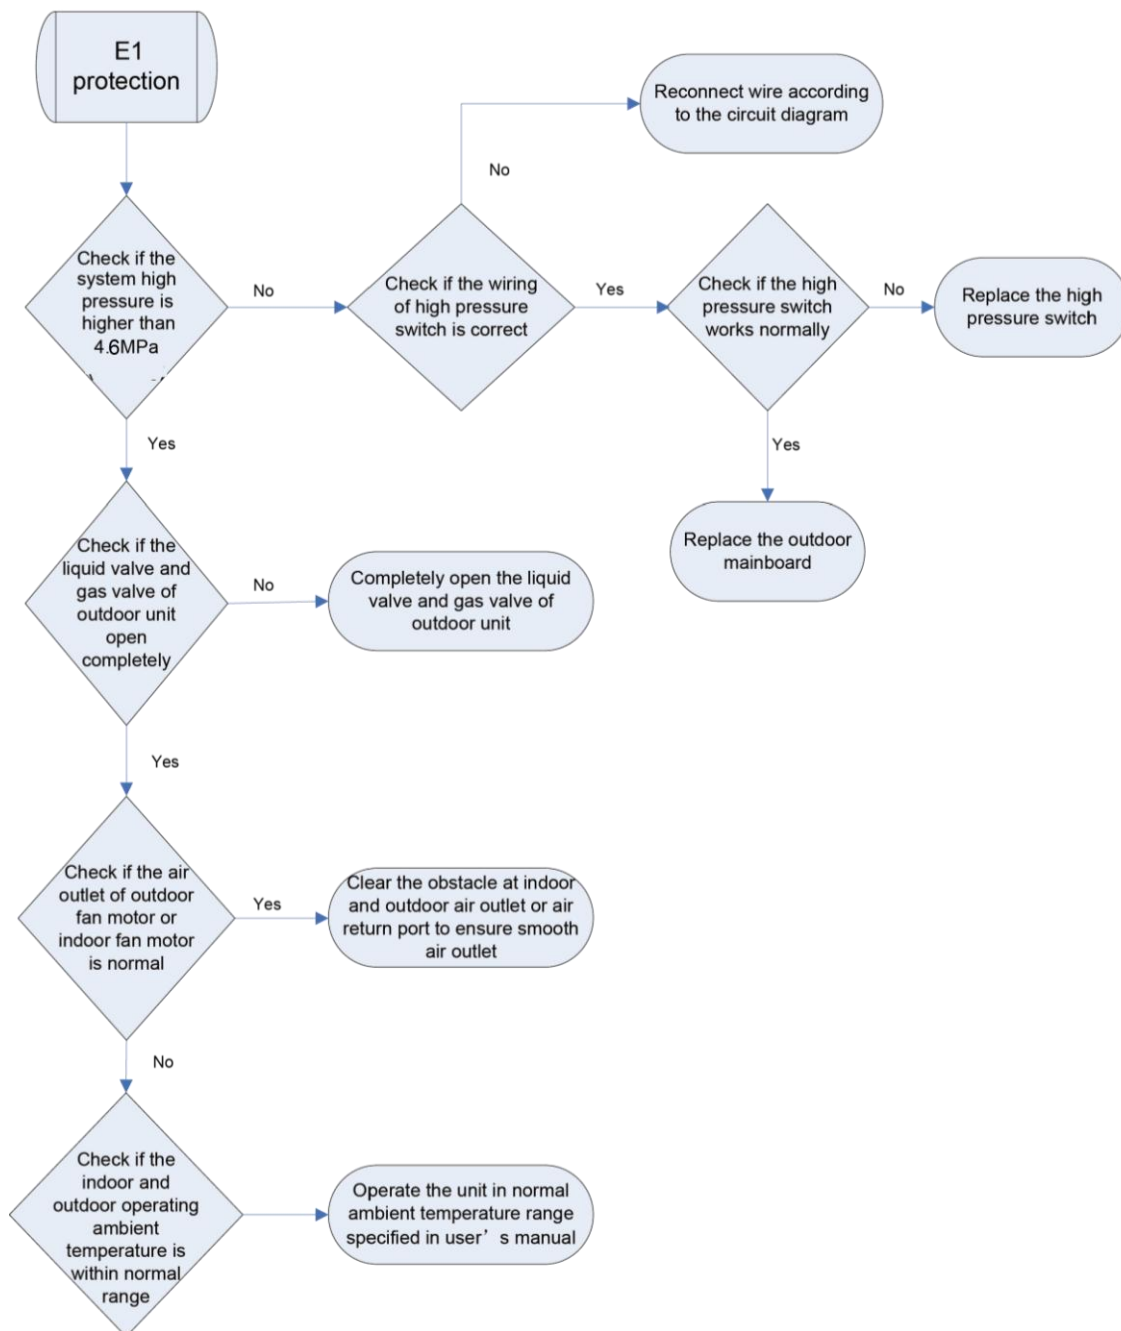 E1
protection
Reconnect wire according
to the circuit diagram
No
Check if the
system high
pressure is
higher than
4.6MPa
No
Check if the wiring
of high pressure
switch is correct
Yes
Check if the high
pressure switch
works normally
No
Replace the high
pressure switch
Yes
Yes
Replace the outdoor
mainboard
Check if the
liquid valve and
gas valve of
outdoor unit
open
completely
No
Completely open the liquid
valve and gas valve of
outdoor unit
Yes
Check if the air
outlet of outdoor
fan motor or
indoor fan motor
is normal
Yes
Clear the obstacle at indoor
and outdoor air outlet or air
return port to ensure smooth
air outlet
No
Check if the
indoor and
outdoor operating
ambient
temperature is
within normal
range
Operate the unit in normal
ambient temperature range
specified in user’s manual